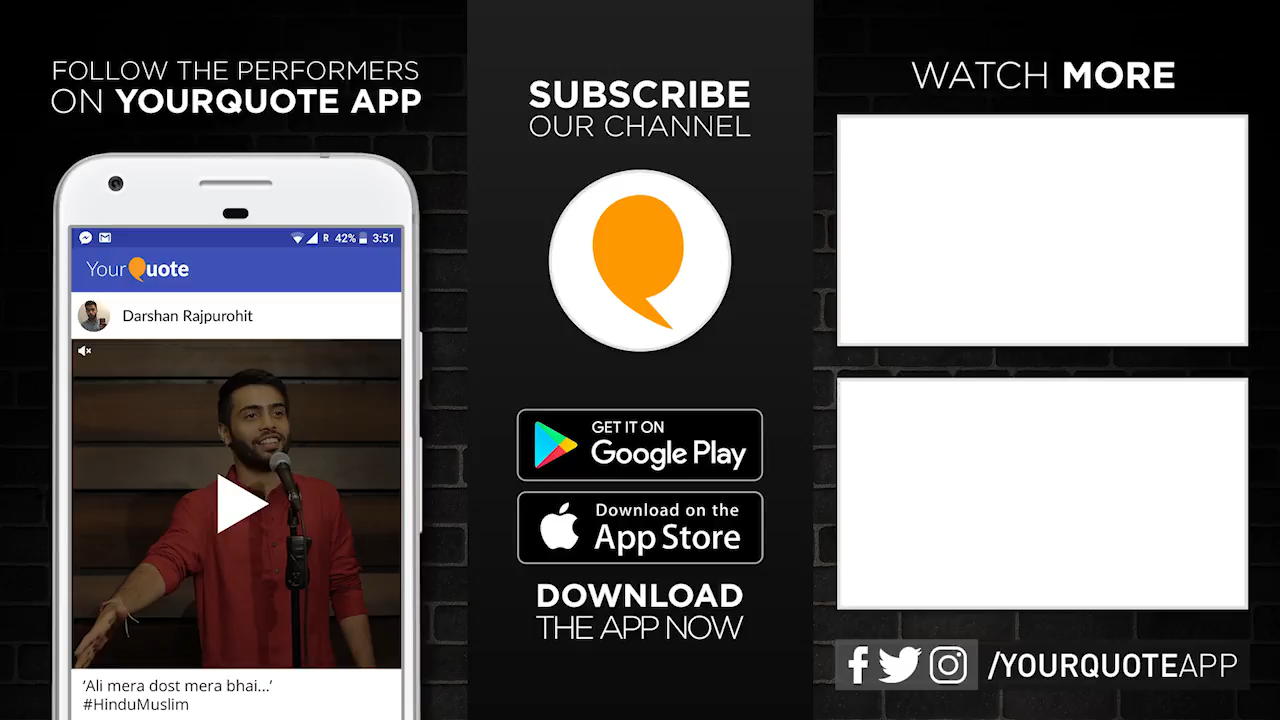 FOLLOW THE PERFORMERS
ON YOURQUOTE APP
R 42% 3:51
YourQuote
Darshan Rajpurohit
‘Ali mera dost mera bhai...’
#HinduMuslim
SUBSCRIBE
OUR CHANNEL
GET IT ON
Google Play
Download on the
App Store
DOWNLOAD
THE APP NOW
WATCH MORE
/YOURQUOTEAPP